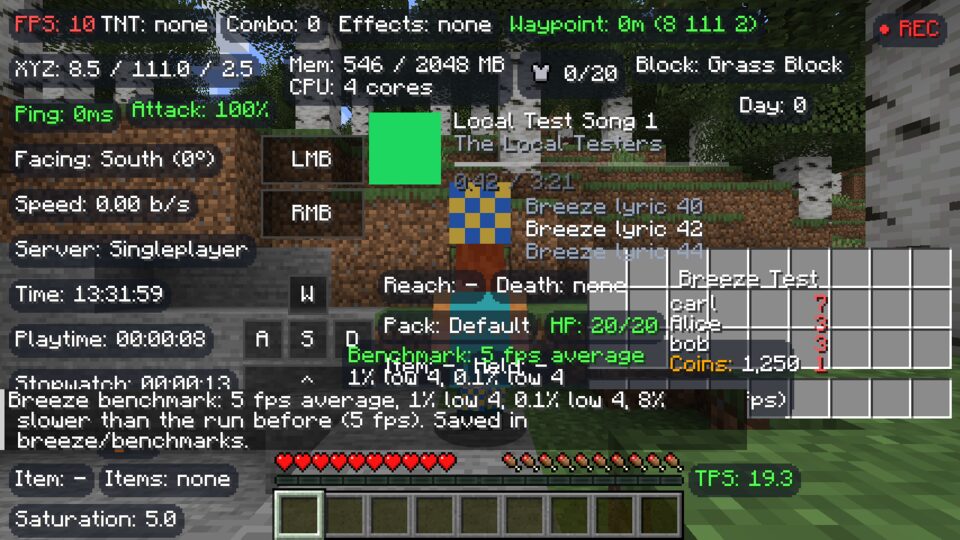 FPS: 10 TNT: none Combo: 0 Effects: none Waypoint: 0m (8 111 2) REC
XYZ: 8.5 / 111.0 / 2.5
Mem: 546 / 2048 MB
CPU: 4 cores
0/20
Block: Grass Block
Day: 0
Ping: 0ms
Attack: 100%
Local Test Song 1
The Local Testers
0:42 / 3:21
Facing: South (0°)
LMB
Speed: 0.00 b/s
RMB
Breeze lyric 40
Breeze lyric 42
Breeze lyric 44
Server: Singleplayer
Reach: - Death: none
Breeze Test
Time: 13:31:59
W
carl 7
Alice 3
bob 3
Coins: 1,250 1
Pack: Default HP: 20/20
Playtime: 00:00:08
A S D
Benchmark: 5 fps average
1% low 4, 0.1% low 4
Stopwatch: 00:00:13
Breeze benchmark: 5 fps average, 1% low 4, 0.1% low 4, 8%
slower than the run before (5 fps). Saved in
breeze/benchmarks.
fps)
Item: - Items: none
TPS: 19.3
Saturation: 5.0